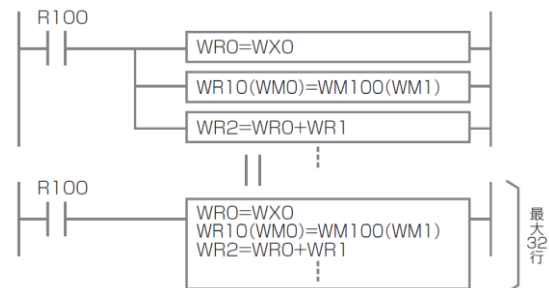 R100
WR0=WX0
WR10(WM0)=WM100(WM1)
WR2=WR0+WR1
R100
WR0=WX0
WR10(WM0)=WM100(WM1)
WR2=WR0+WR1
最大32行